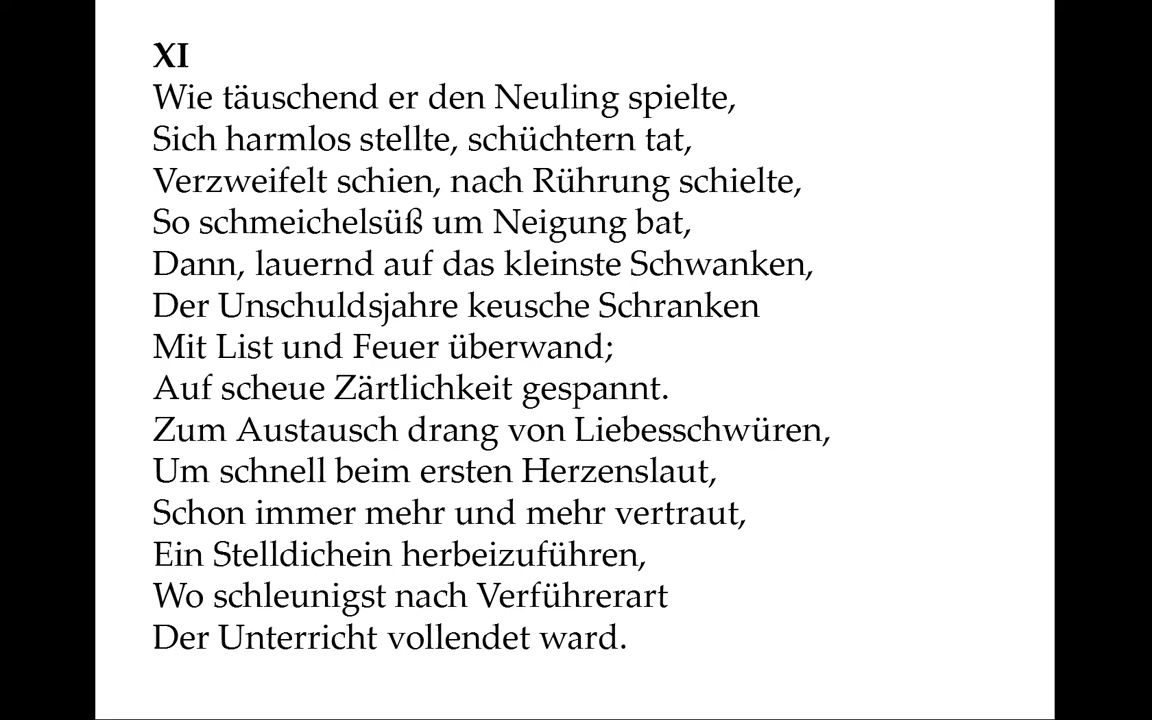 XI
Wie täuschend er den Neuling spielte,
Sich harmlos stellte, schüchtern tat,
Verzweifelt schien, nach Rührung schielte,
So schmeichelsüß um Neigung bat,
Dann, lauernd auf das kleinste Schwanken,
Der Unschuldsjahre keusche Schranken
Mit List und Feuer überwand;
Auf scheue Zärtlichkeit gespannt.
Zum Austausch drang von Liebesschwüren,
Um schnell beim ersten Herzenslaut,
Schon immer mehr und mehr vertraut,
Ein Stelldichein herbeizuführen,
Wo schleunigst nach Verführerart
Der Unterricht vollendet ward.